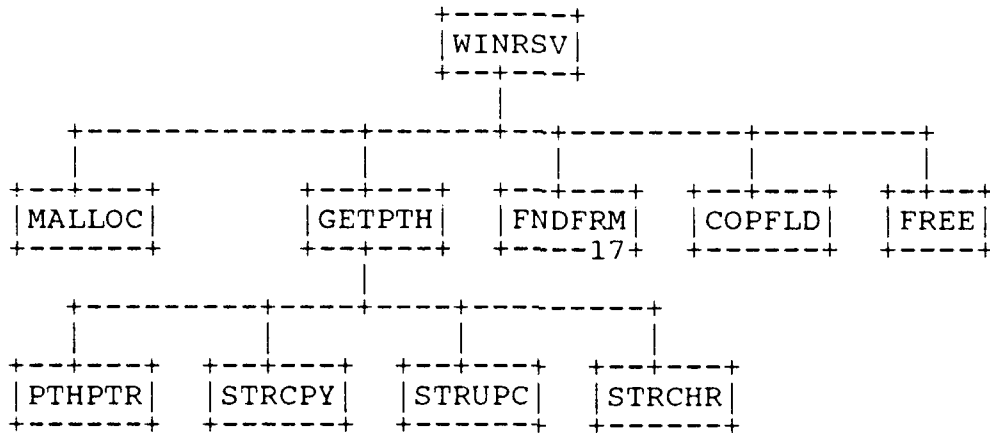 WINRSV
MALLOC GETPTH FNDFRM COPFLD FREE
17
PTHPTR STRCPY STRUPC STRCHR